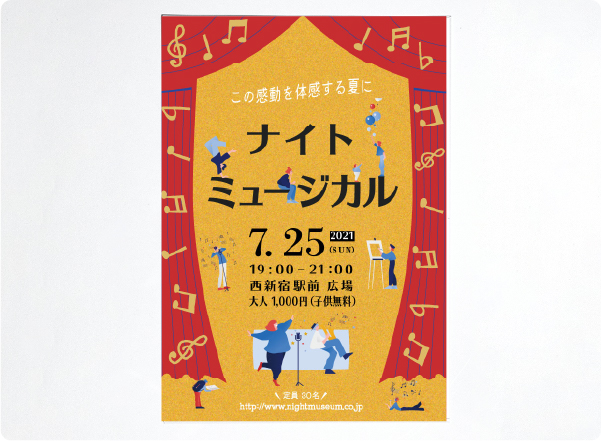 この感動を体感する夏に
ナイト
ミュージカル
7. 25 2021 (SUN)
19:00-21:00
西新宿駅前 広場
大人 1,000円(子供無料)
\ 定員 30名 /
http://www.nightmuseum.co.jp